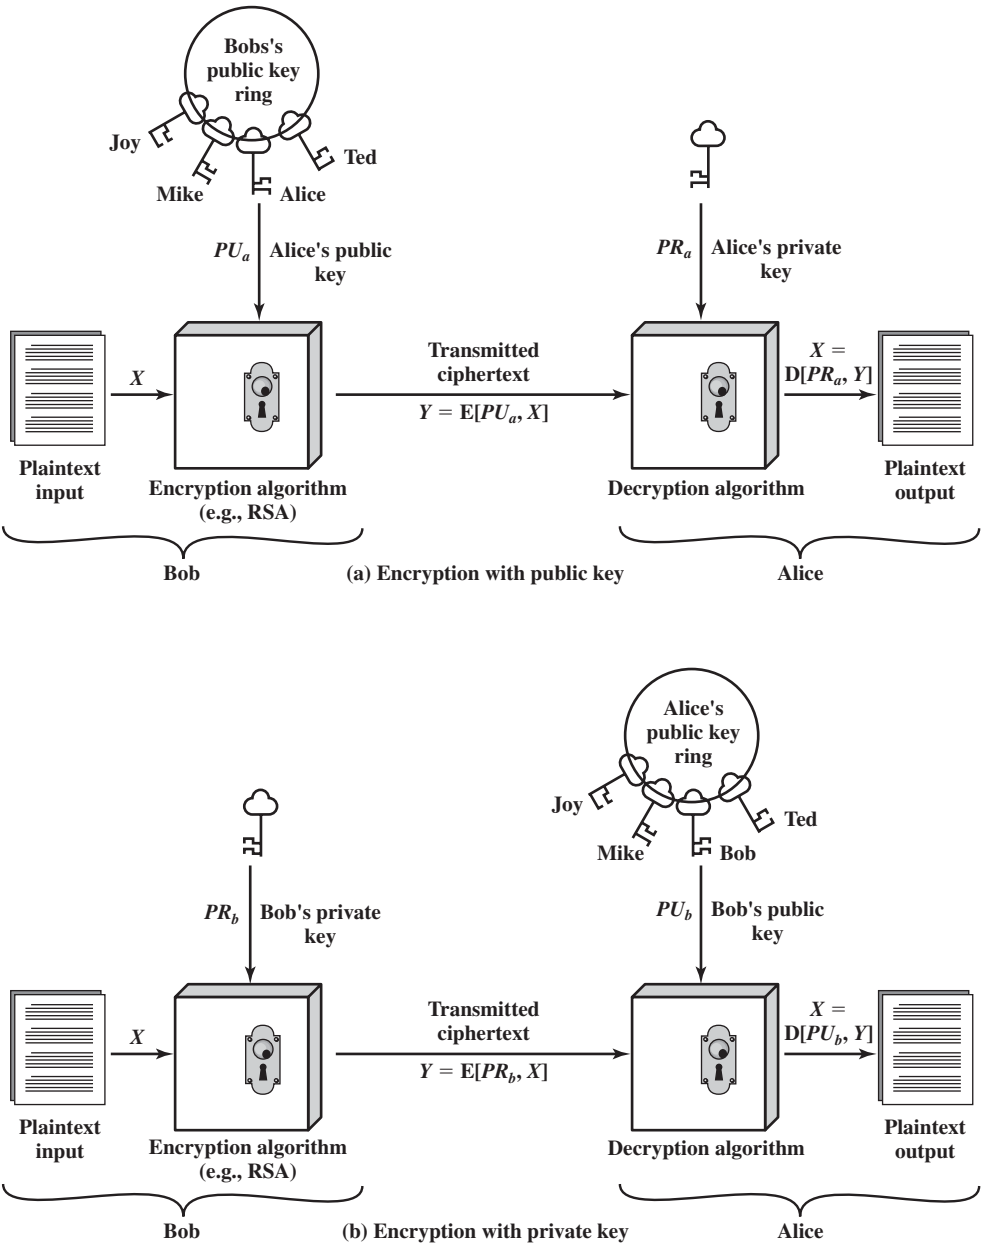 Bobs's
public key
ring
Joy
Mike
Alice
Ted
PUa
Alice's public
key
PRa
Alice's private
key
X
Transmitted
ciphertext
Y = E[PUa, X]
X =
D[PRa, Y]
Plaintext
input
Encryption algorithm
(e.g., RSA)
Decryption algorithm
Plaintext
output
Bob
(a) Encryption with public key
Alice
Alice's
public key
ring
Joy
Mike
Bob
Ted
PRb
Bob's private
key
PUb
Bob's public
key
X
Transmitted
ciphertext
Y = E[PRb, X]
X =
D[PUb, Y]
Plaintext
input
Encryption algorithm
(e.g., RSA)
Decryption algorithm
Plaintext
output
Bob
(b) Encryption with private key
Alice